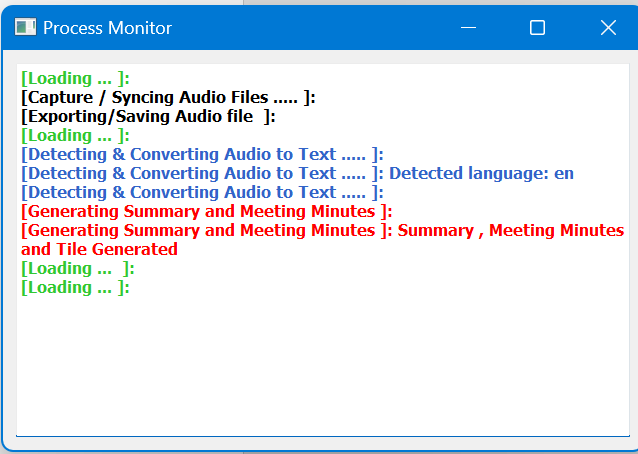 Process Monitor
[Loading ... ]:
[Capture / Syncing Audio Files ..... ]:
[Exporting/Saving Audio file  ]:
[Loading ... ]:
[Detecting & Converting Audio to Text ..... ]:
[Detecting & Converting Audio to Text ..... ]: Detected language: en
[Detecting & Converting Audio to Text ..... ]:
[Generating Summary and Meeting Minutes ]:
[Generating Summary and Meeting Minutes ]: Summary , Meeting Minutes
and Tile Generated
[Loading ...  ]:
[Loading ... ]: